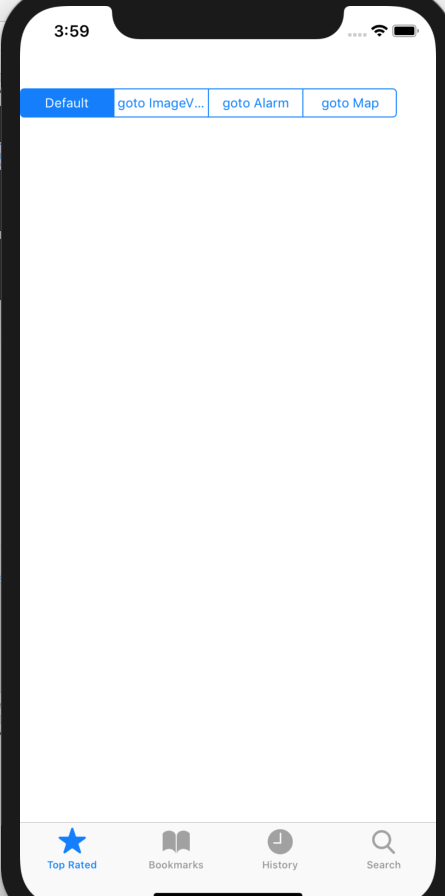 3:59
Default goto ImageV... goto Alarm goto Map
Top Rated Bookmarks History Search